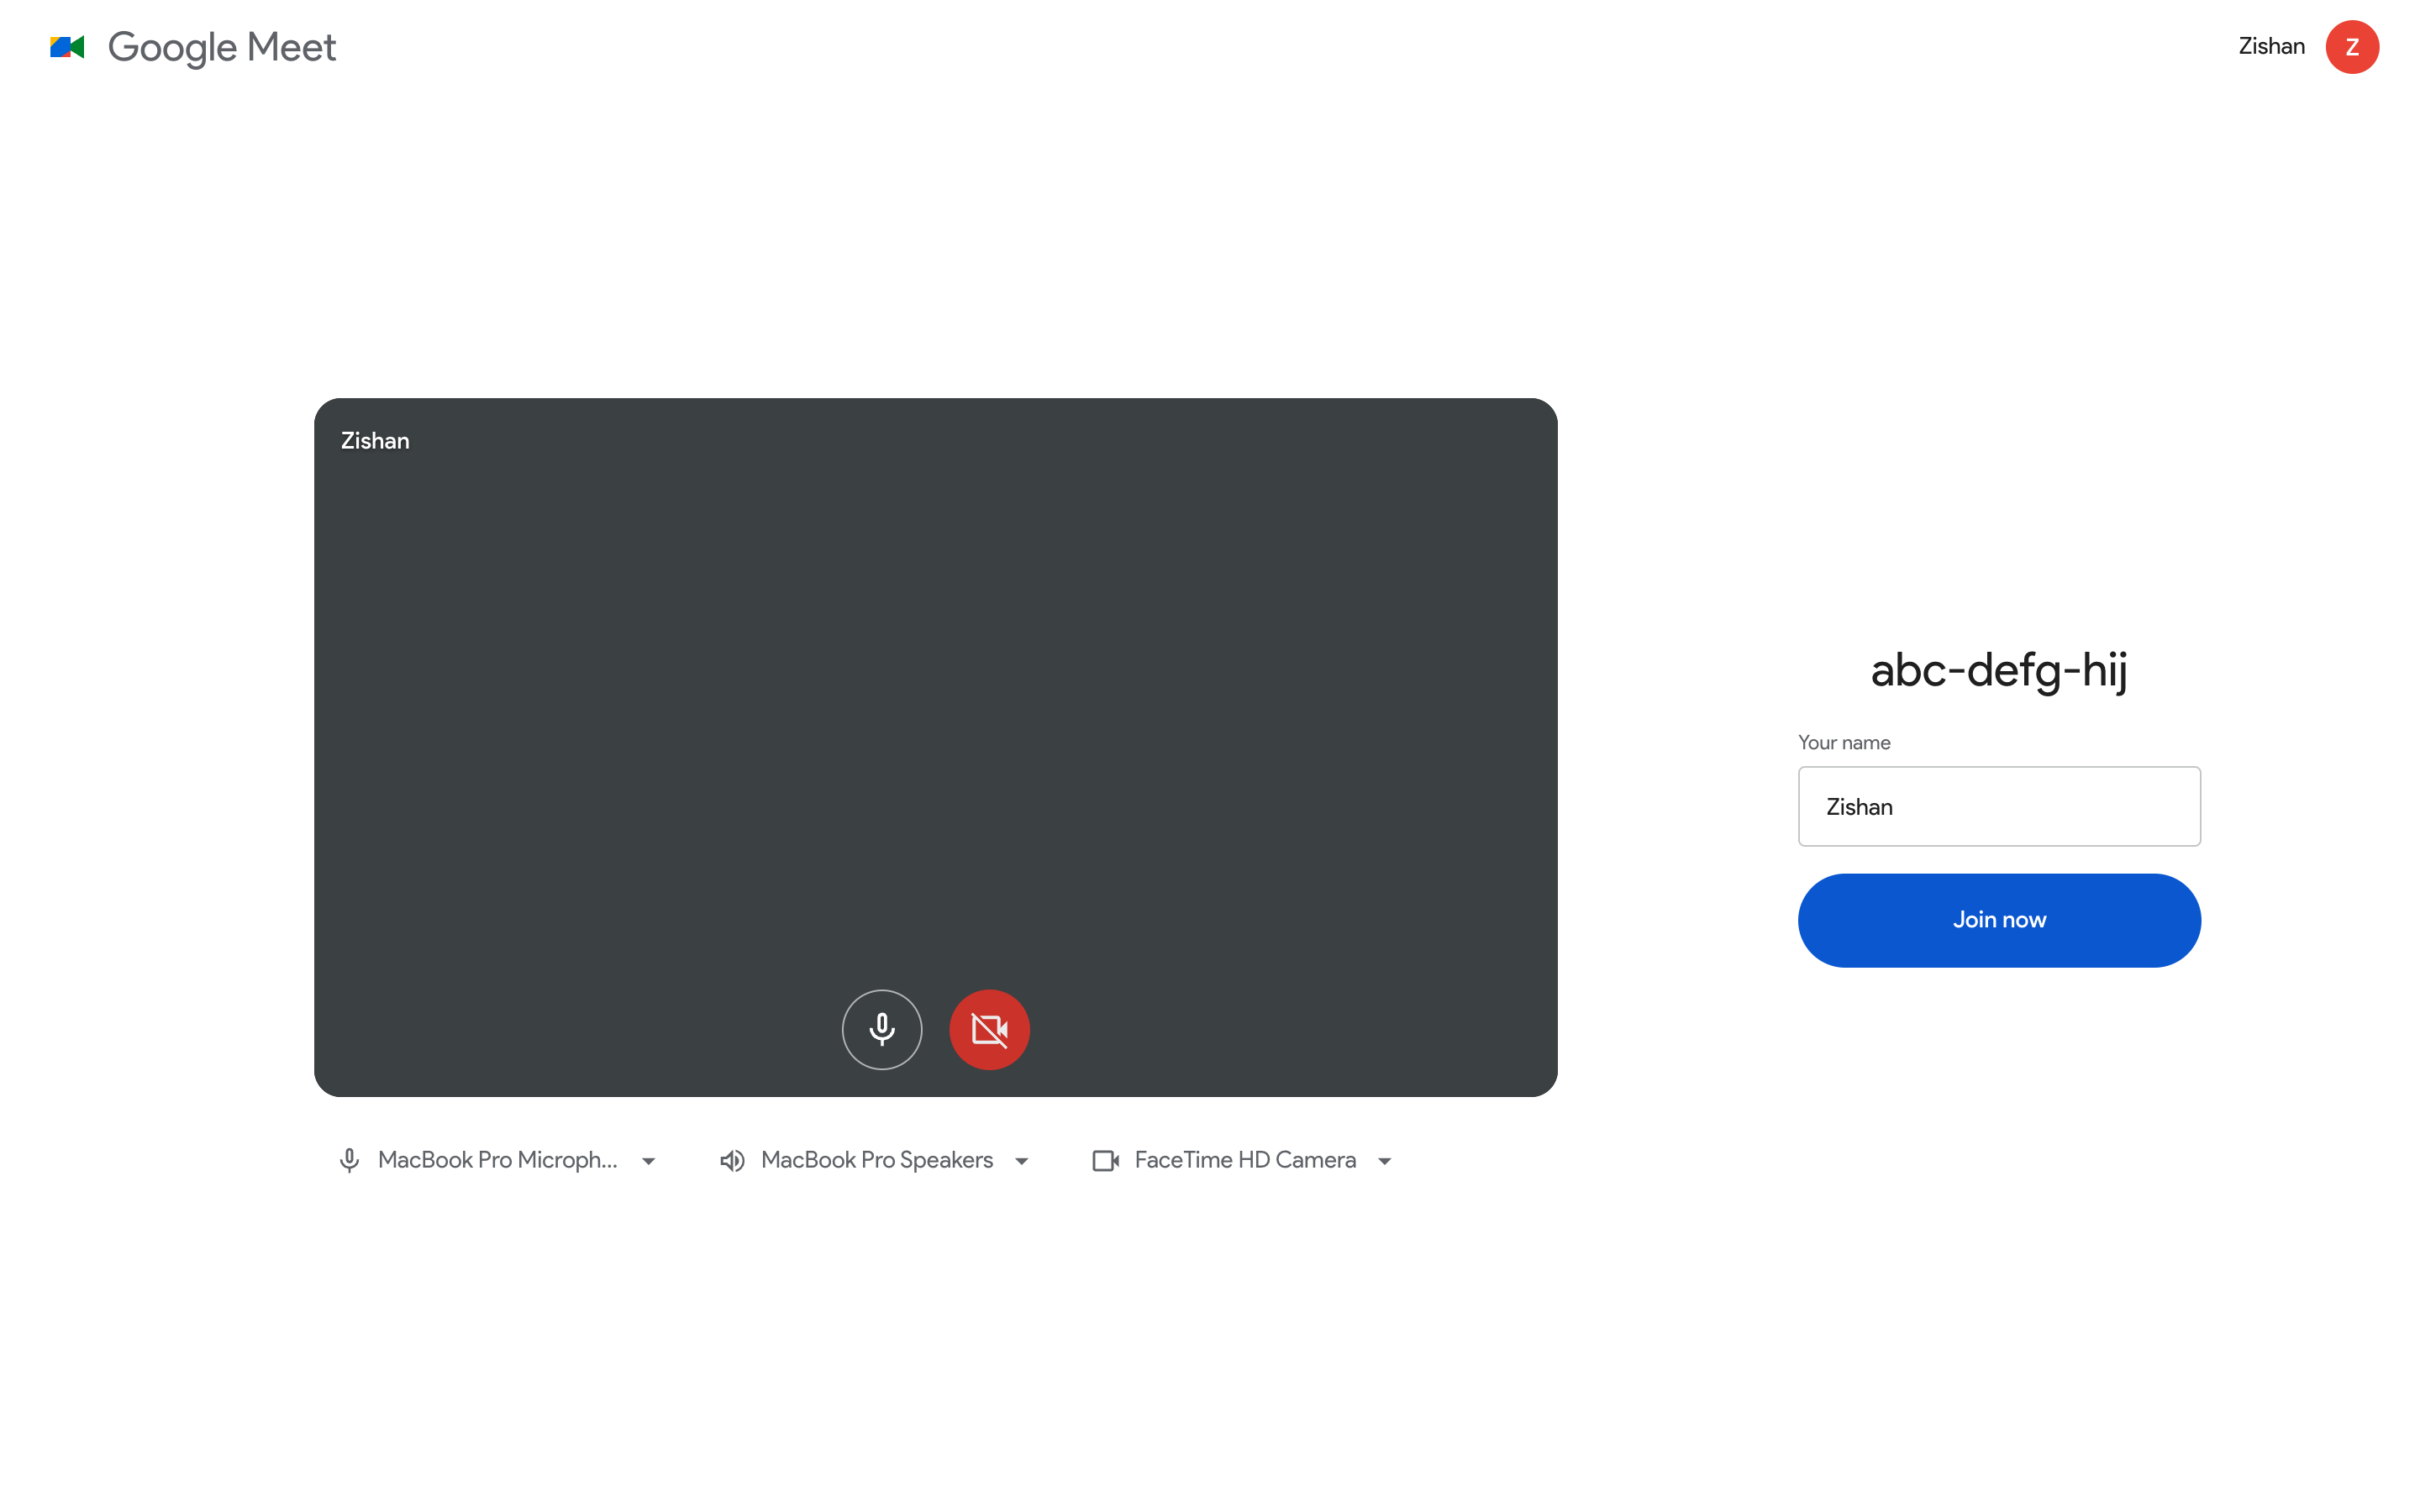 Google Meet
Zishan
Z
Zishan
abc-defg-hij
Your name
Zishan
Join now
MacBook Pro Microph...
MacBook Pro Speakers
FaceTime HD Camera